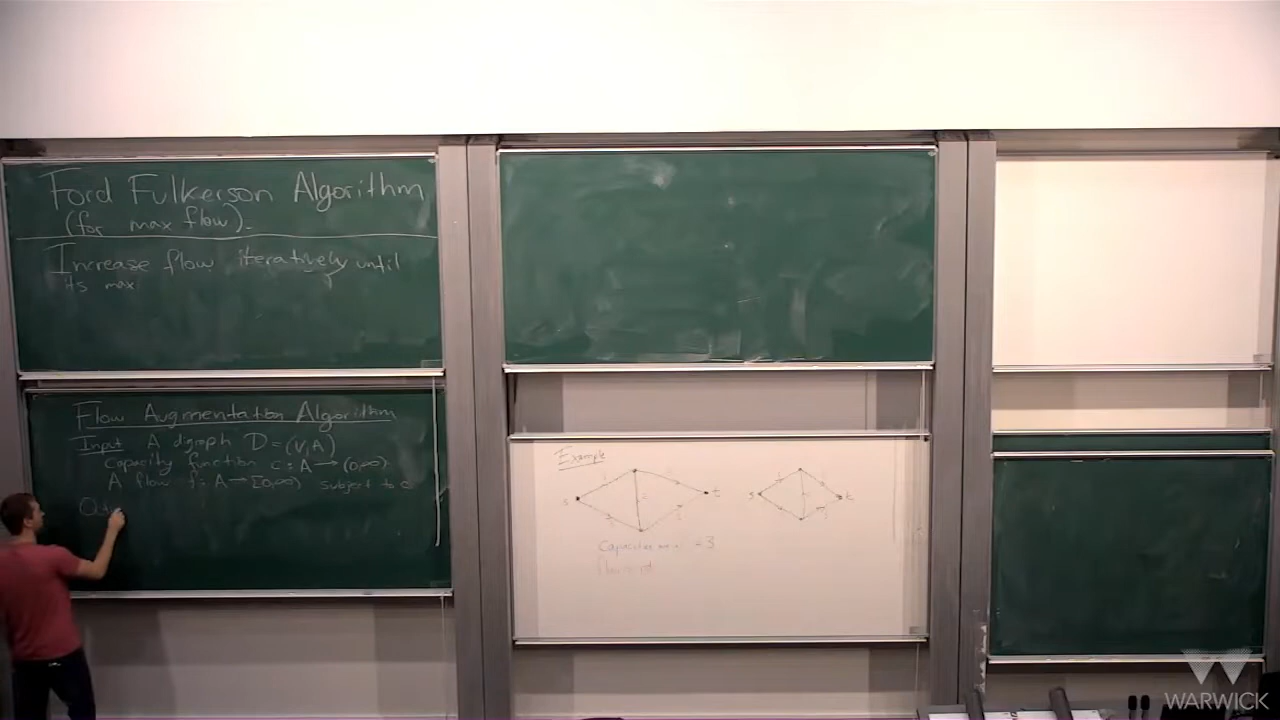 Ford Fulkerson Algorithm
(for max flow).
Increase flow iteratively until
its max
Flow Augmentation Algorithm
Input A digraph D = (V, A)
Capacity function c : A → (0,∞)
A flow f : A → [0,∞) subject to c
Example
s
t
s
t
Capacities
WARWICK